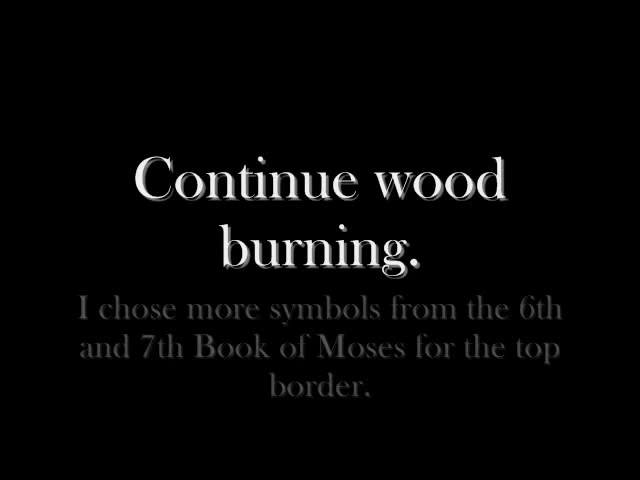 Continue wood
burning.
I chose more symbols from the 6th
and 7th Book of Moses for the top
border.